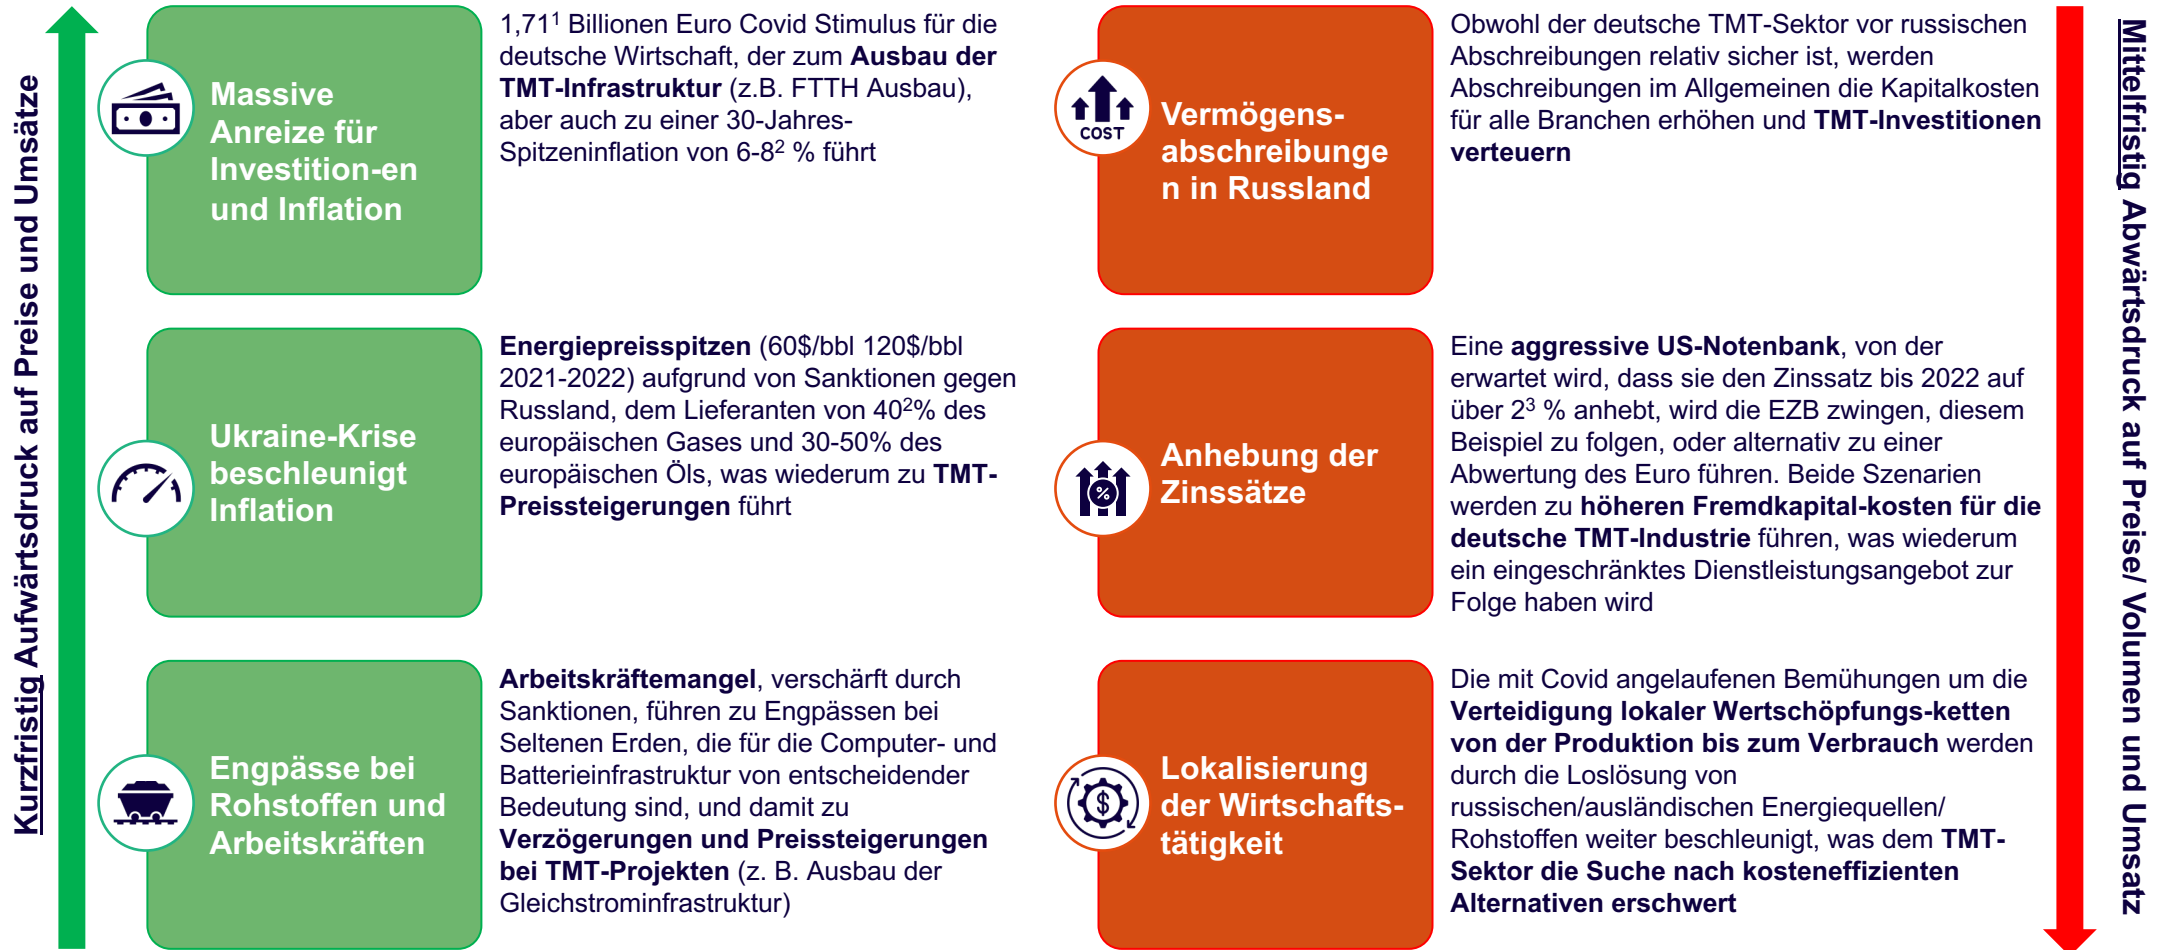 Kurzfristig Aufwärtsdruck auf Preise und Umsätze
Massive
Anreize für
Investition-en
und Inflation
1,71¹ Billionen Euro Covid Stimulus für die
deutsche Wirtschaft, der zum Ausbau der
TMT-Infrastruktur (z.B. FTTH Ausbau),
aber auch zu einer 30-Jahres-
Spitzeninflation von 6-8² % führt
Ukraine-Krise
beschleunigt
Inflation
Energiepreisspitzen (60$/bbl 120$/bbl
2021-2022) aufgrund von Sanktionen gegen
Russland, dem Lieferanten von 40²% des
europäischen Gases und 30-50% des
europäischen Öls, was wiederum zu TMT-
Preissteigerungen führt
Engpässe bei
Rohstoffen und
Arbeitskräften
Arbeitskräftemangel, verschärft durch
Sanktionen, führen zu Engpässen bei
Seltenen Erden, die für die Computer- und
Batterieinfrastruktur von entscheidender
Bedeutung sind, und damit zu
Verzögerungen und Preissteigerungen
bei TMT-Projekten (z. B. Ausbau der
Gleichstrominfrastruktur)
COST
Vermögens-
abschreibunge
n in Russland
Obwohl der deutsche TMT-Sektor vor russischen
Abschreibungen relativ sicher ist, werden
Abschreibungen im Allgemeinen die Kapitalkosten
für alle Branchen erhöhen und TMT-Investitionen
verteuern
%
Anhebung der
Zinssätze
Eine aggressive US-Notenbank, von der
erwartet wird, dass sie den Zinssatz bis 2022 auf
über 2³ % anhebt, wird die EZB zwingen, diesem
Beispiel zu folgen, oder alternativ zu einer
Abwertung des Euro führen. Beide Szenarien
werden zu höheren Fremdkapital-kosten für die
deutsche TMT-Industrie führen, was wiederum
ein eingeschränktes Dienstleistungsangebot zur
Folge haben wird
$
Lokalisierung
der Wirtschafts-
tätigkeit
Die mit Covid angelaufenen Bemühungen um die
Verteidigung lokaler Wertschöpfungs-ketten
von der Produktion bis zum Verbrauch werden
durch die Loslösung von
russischen/ausländischen Energiequellen/
Rohstoffen weiter beschleunigt, was dem TMT-
Sektor die Suche nach kosteneffizienten
Alternativen erschwert
Mittelfristig Abwärtsdruck auf Preise/ Volumen und Umsatz